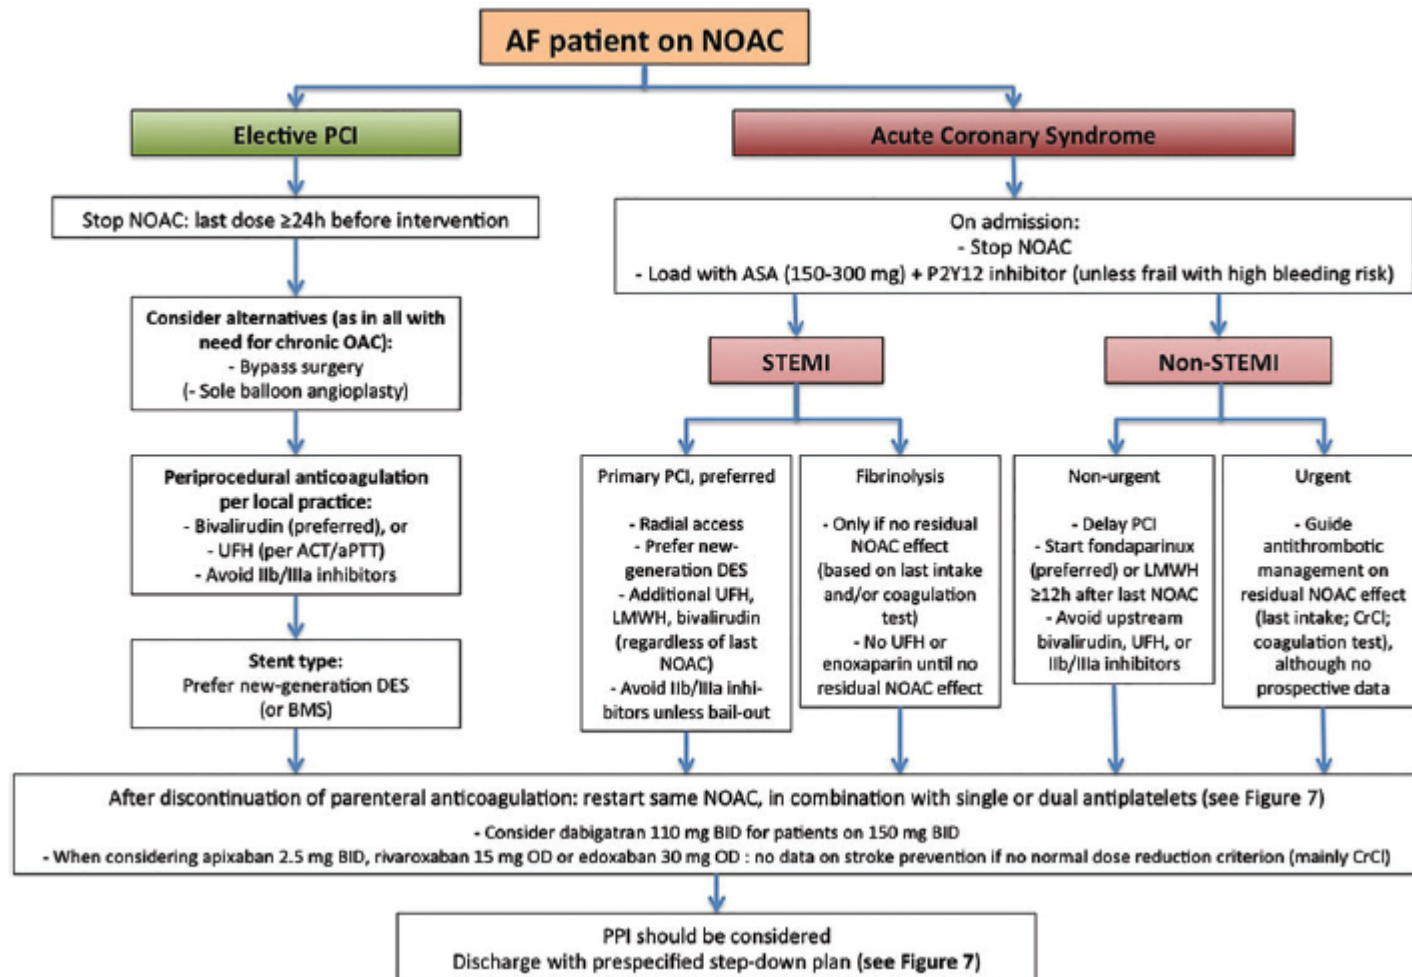 AF patient on NOAC
Elective PCI
Acute Coronary Syndrome
Stop NOAC: last dose ≥24h before intervention
On admission:
- Stop NOAC
- Load with ASA (150-300 mg) + P2Y12 inhibitor (unless frail with high bleeding risk)
Consider alternatives (as in all with
need for chronic OAC):
- Bypass surgery
(- Sole balloon angioplasty)
STEMI
Non-STEMI
Periprocedural anticoagulation
per local practice:
- Bivalirudin (preferred), or
- UFH (per ACT/aPTT)
- Avoid IIb/IIIa inhibitors
Stent type:
Prefer new-generation DES
(or BMS)
Primary PCI, preferred
- Radial access
- Prefer new-
generation DES
- Additional UFH,
LMWH, bivalirudin
(regardless of last
NOAC)
- Avoid IIb/IIIa inhi-
bitors unless bail-out
Fibrinolysis
- Only if no residual
NOAC effect
(based on last intake
and/or coagulation
test)
- No UFH or
enoxaparin until no
residual NOAC effect
Non-urgent
- Delay PCI
- Start fondaparinux
(preferred) or LMWH
≥12h after last NOAC
- Avoid upstream
bivalirudin, UFH, or
IIb/IIIa inhibitors
Urgent
- Guide
antithrombotic
management on
residual NOAC effect
(last intake; CrCl;
coagulation test),
although no
prospective data
After discontinuation of parenteral anticoagulation: restart same NOAC, in combination with single or dual antiplatelets (see Figure 7)
- Consider dabigatran 110 mg BID for patients on 150 mg BID
- When considering apixaban 2.5 mg BID, rivaroxaban 15 mg OD or edoxaban 30 mg OD : no data on stroke prevention if no normal dose reduction criterion (mainly CrCl)
PPI should be considered
Discharge with prespecified step-down plan (see Figure 7)